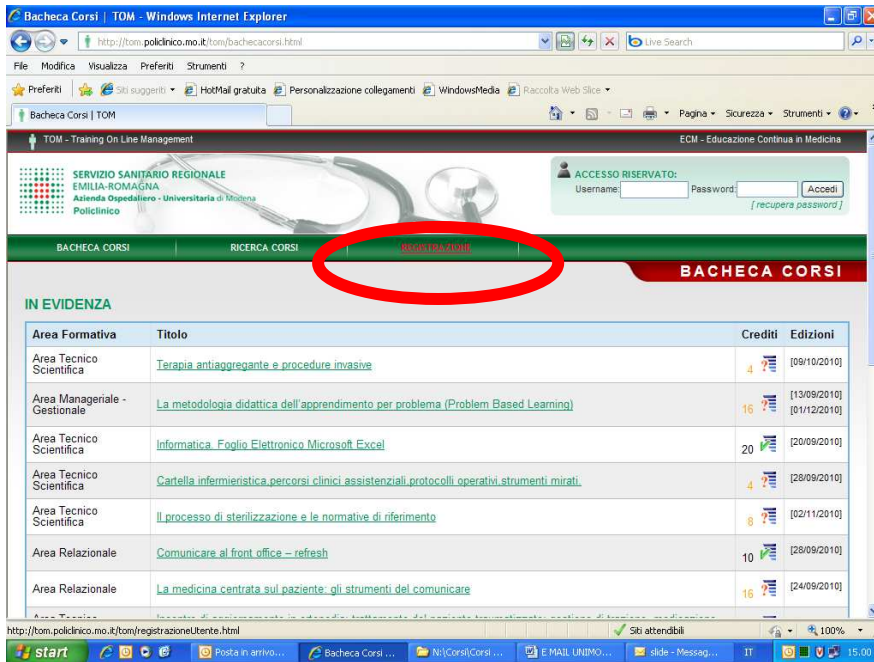 Bacheca Corsi | TOM - Windows Internet Explorer
http://tom.policlinico.mo.it/tom/bachecacorsi.html
Live Search
File Modifica Visualizza Preferiti Strumenti ?
Preferiti Siti suggeriti HotMail gratuita Personalizzazione collegamenti WindowsMedia Raccolta Web Slice
Bacheca Corsi | TOM Pagina Sicurezza Strumenti
TOM - Training On Line Management ECM - Educazione Continua in Medicina
SERVIZIO SANITARIO REGIONALE
EMILIA-ROMAGNA
Azienda Ospedaliero - Universitaria di Modena
Policlinico
ACCESSO RISERVATO:
Username: Password: Accedi
[ recupera password ]
BACHECA CORSI RICERCA CORSI REGISTRAZIONE
BACHECA CORSI
IN EVIDENZA
Area Formativa Titolo Crediti Edizioni
Area Tecnico Scientifica Terapia antiaggregante e procedure invasive 4 [09/10/2010]
Area Manageriale - Gestionale La metodologia didattica dell'apprendimento per problema (Problem Based Learning) 16 [13/09/2010] [01/12/2010]
Area Tecnico Scientifica Informatica. Foglio Elettronico Microsoft Excel 20 [20/09/2010]
Area Tecnico Scientifica Cartella infermieristica,percorsi clinici assistenziali,protocolli operativi,strumenti mirati. 4 [28/09/2010]
Area Tecnico Scientifica Il processo di sterilizzazione e le normative di riferimento 8 [02/11/2010]
Area Relazionale Comunicare al front office – refresh 10 [28/09/2010]
Area Relazionale La medicina centrata sul paziente: gli strumenti del comunicare 16 [24/09/2010]
http://tom.policlinico.mo.it/tom/registrazioneUtente.html Siti attendibili 100%
start Posta in arrivo... Bacheca Corsi ... N:\Corsi\Corsi ... E MAIL UNIMO... slide - Messag... IT 15.00